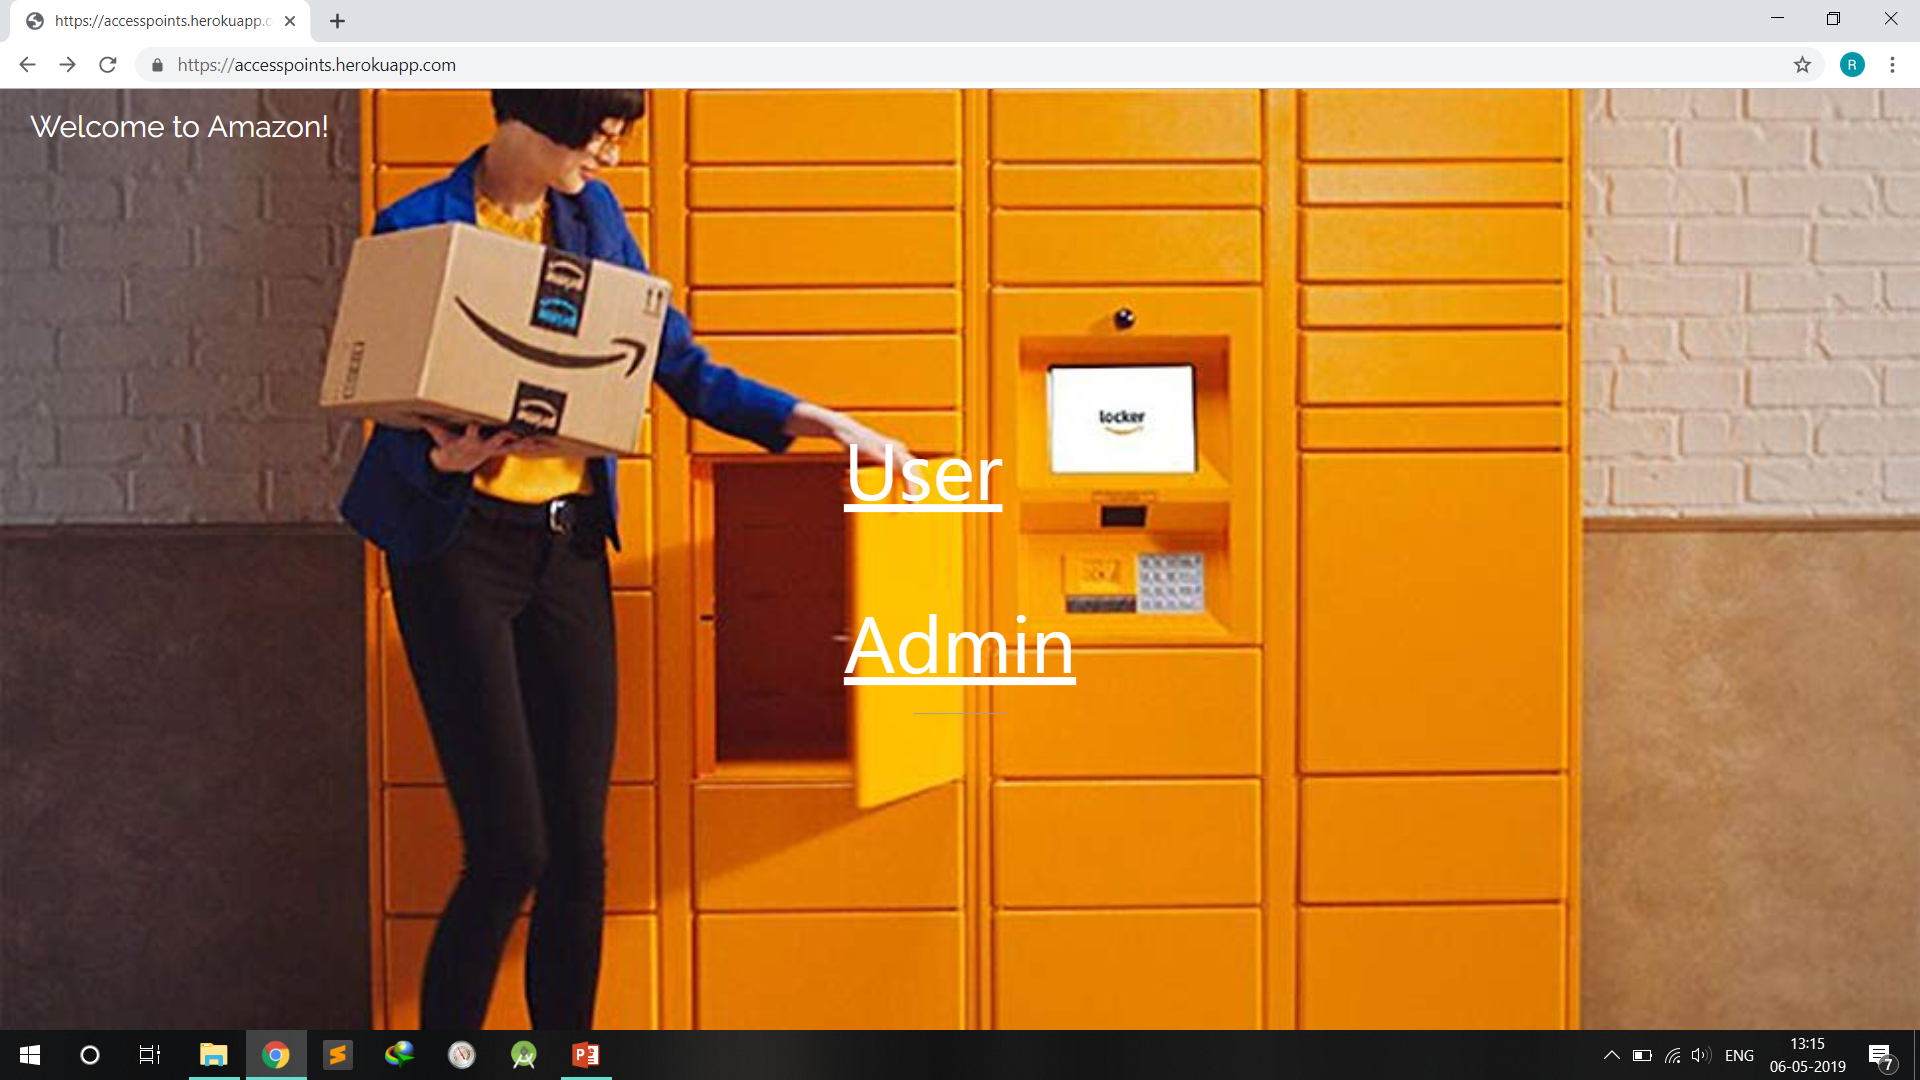 https://accesspoints.herokuapp.c
https://accesspoints.herokuapp.com
R
Welcome to Amazon!
locker
User
Admin
P
ENG
13:15
06-05-2019
7